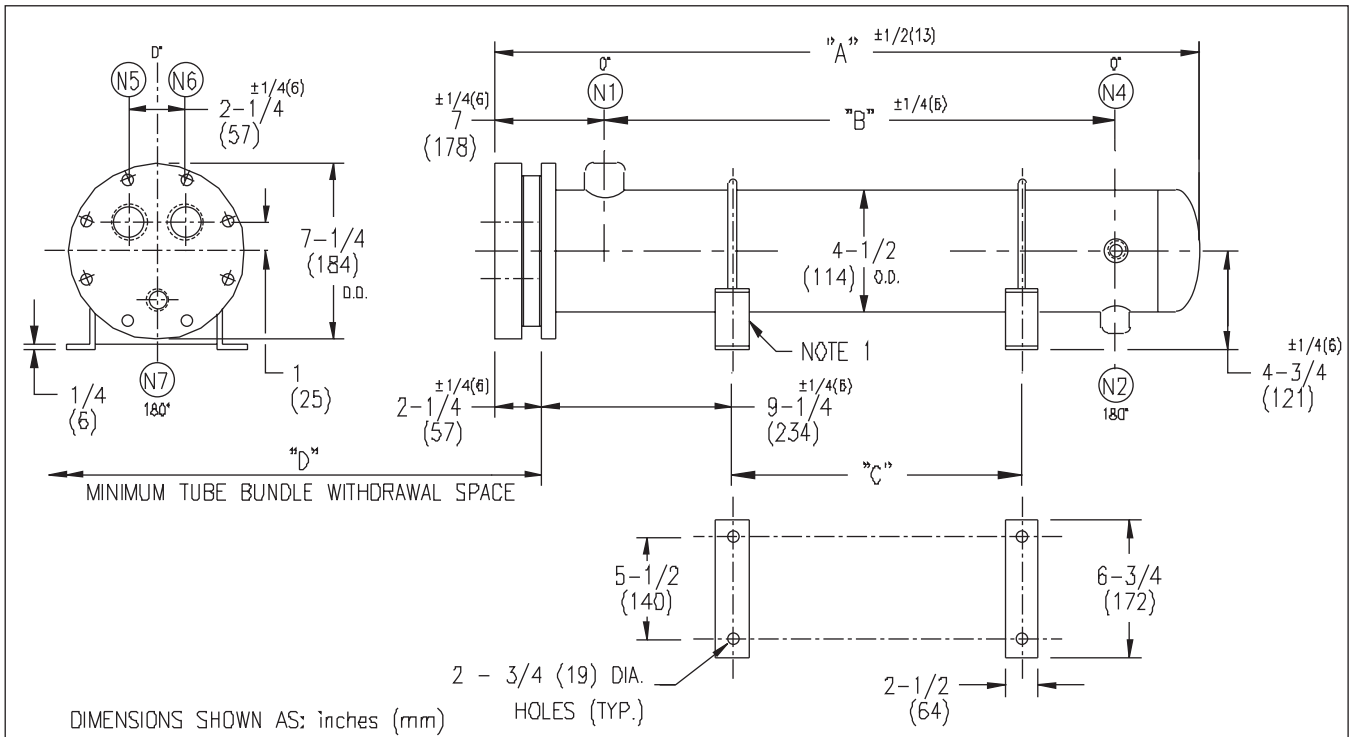 D"
N5 N6
±1/4(6)
2-1/4
(57)
7-1/4
(184)
O.D.
1/4
(6)
N7
180°
1
(25)
"A" ±1/2(13)
±1/4(6)
7
(178)
0°
N1
"B" ±1/4(6)
0°
N4
4-1/2
(114) O.D.
NOTE 1
±1/4(6)
2-1/4
(57)
±1/4(6)
9-1/4
(234)
N2
180°
±1/4(6)
4-3/4
(121)
"D"
MINIMUM TUBE BUNDLE WITHDRAWAL SPACE
"C"
5-1/2
(140)
6-3/4
(172)
2 - 3/4 (19) DIA.
HOLES (TYP.)
2-1/2
(64)
DIMENSIONS SHOWN AS: inches (mm)